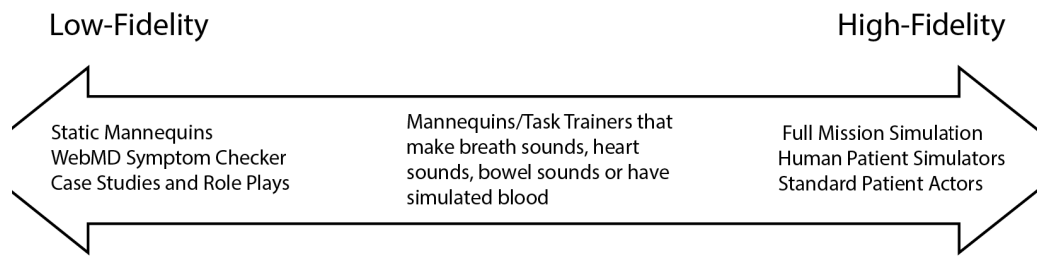 Low-Fidelity
High-Fidelity
Static Mannequins
WebMD Symptom Checker
Case Studies and Role Plays
Mannequins/Task Trainers that
make breath sounds, heart
sounds, bowel sounds or have
simulated blood
Full Mission Simulation
Human Patient Simulators
Standard Patient Actors